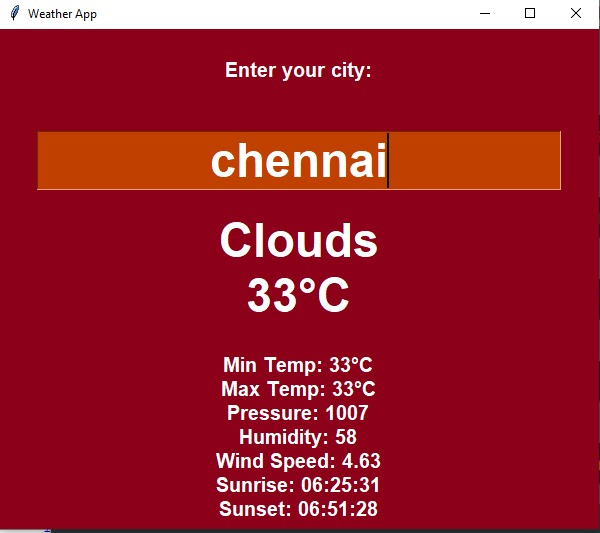 Weather App
Enter your city:
chennai
Clouds
33°C
Min Temp: 33°C
Max Temp: 33°C
Pressure: 1007
Humidity: 58
Wind Speed: 4.63
Sunrise: 06:25:31
Sunset: 06:51:28